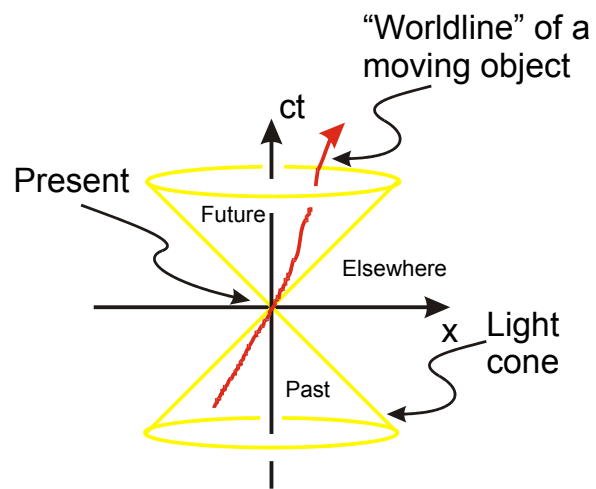 “Worldline” of a
moving object
ct
Present
Future
Elsewhere
x
Light
cone
Past